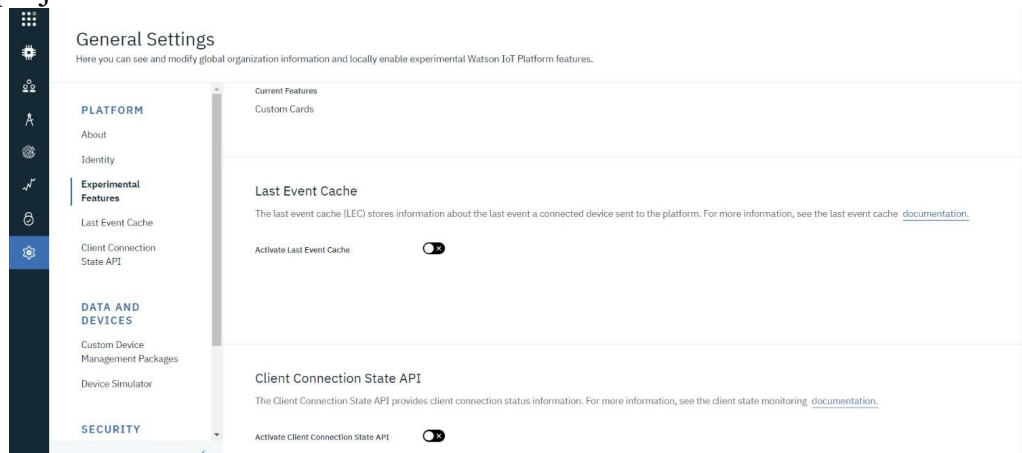 General Settings
Here you can see and modify global organization information and locally enable experimental Watson IoT Platform features.
PLATFORM
About
Identity
Experimental
Features
Last Event Cache
Client Connection
State API
DATA AND
DEVICES
Custom Device
Management Packages
Device Simulator
SECURITY
Current Features
Custom Cards
Last Event Cache
The last event cache (LEC) stores information about the last event a connected device sent to the platform. For more information, see the last event cache documentation.
Activate Last Event Cache
Client Connection State API
The Client Connection State API provides client connection status information. For more information, see the client state monitoring documentation.
Activate Client Connection State API